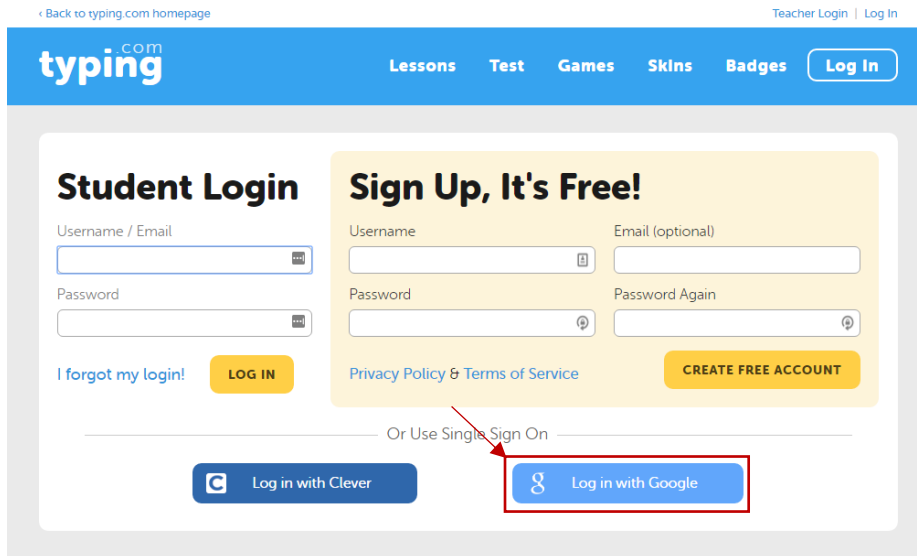 ‹ Back to typing.com homepage
Teacher Login | Log In
typing.com
Lessons Test Games Skins Badges Log In
Student Login
Username / Email
Password
I forgot my login! LOG IN
Sign Up, It's Free!
Username Email (optional)
Password Password Again
Privacy Policy & Terms of Service CREATE FREE ACCOUNT
Or Use Single Sign On
C Log in with Clever
g Log in with Google